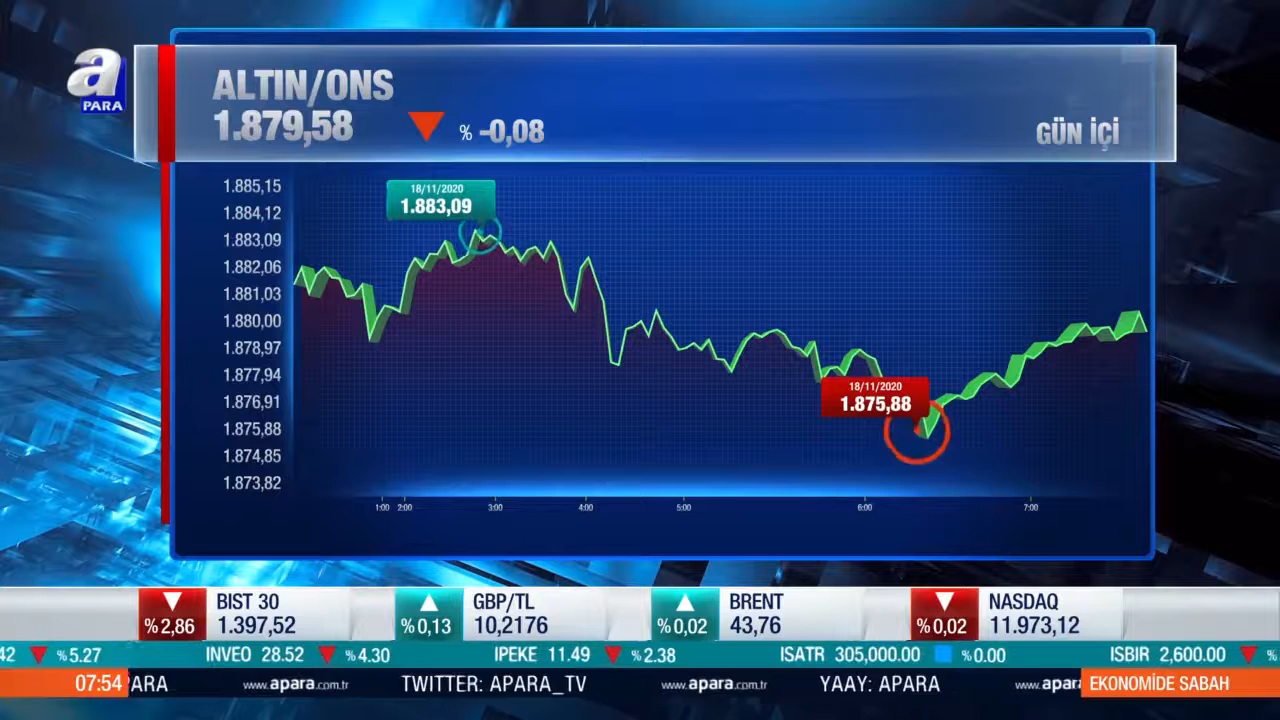 a
PARA
ALTIN/ONS
1.879,58 % -0,08
GÜN İÇİ
1.885,15
1.884,12
1.883,09
1.882,06
1.881,03
1.880,00
1.878,97
1.877,94
1.876,91
1.875,88
1.874,85
1.873,82
18/11/2020
1.883,09
18/11/2020
1.875,88
1:00 2:00 3:00 4:00 5:00 6:00 7:00
%2,86 BIST 30 1.397,52
%0,13 GBP/TL 10,2176
%0,02 BRENT 43,76
%0,02 NASDAQ 11.973,12
42 %5.27 INVEO 28.52 %4.30 IPEKE 11.49 %2.38 ISATR 305,000.00 %0.00 ISBIR 2,600.00 %
07:54 PARA www.apara.com.tr TWITTER: APARA_TV www.apara.com.tr YAAY: APARA www.apara EKONOMİDE SABAH